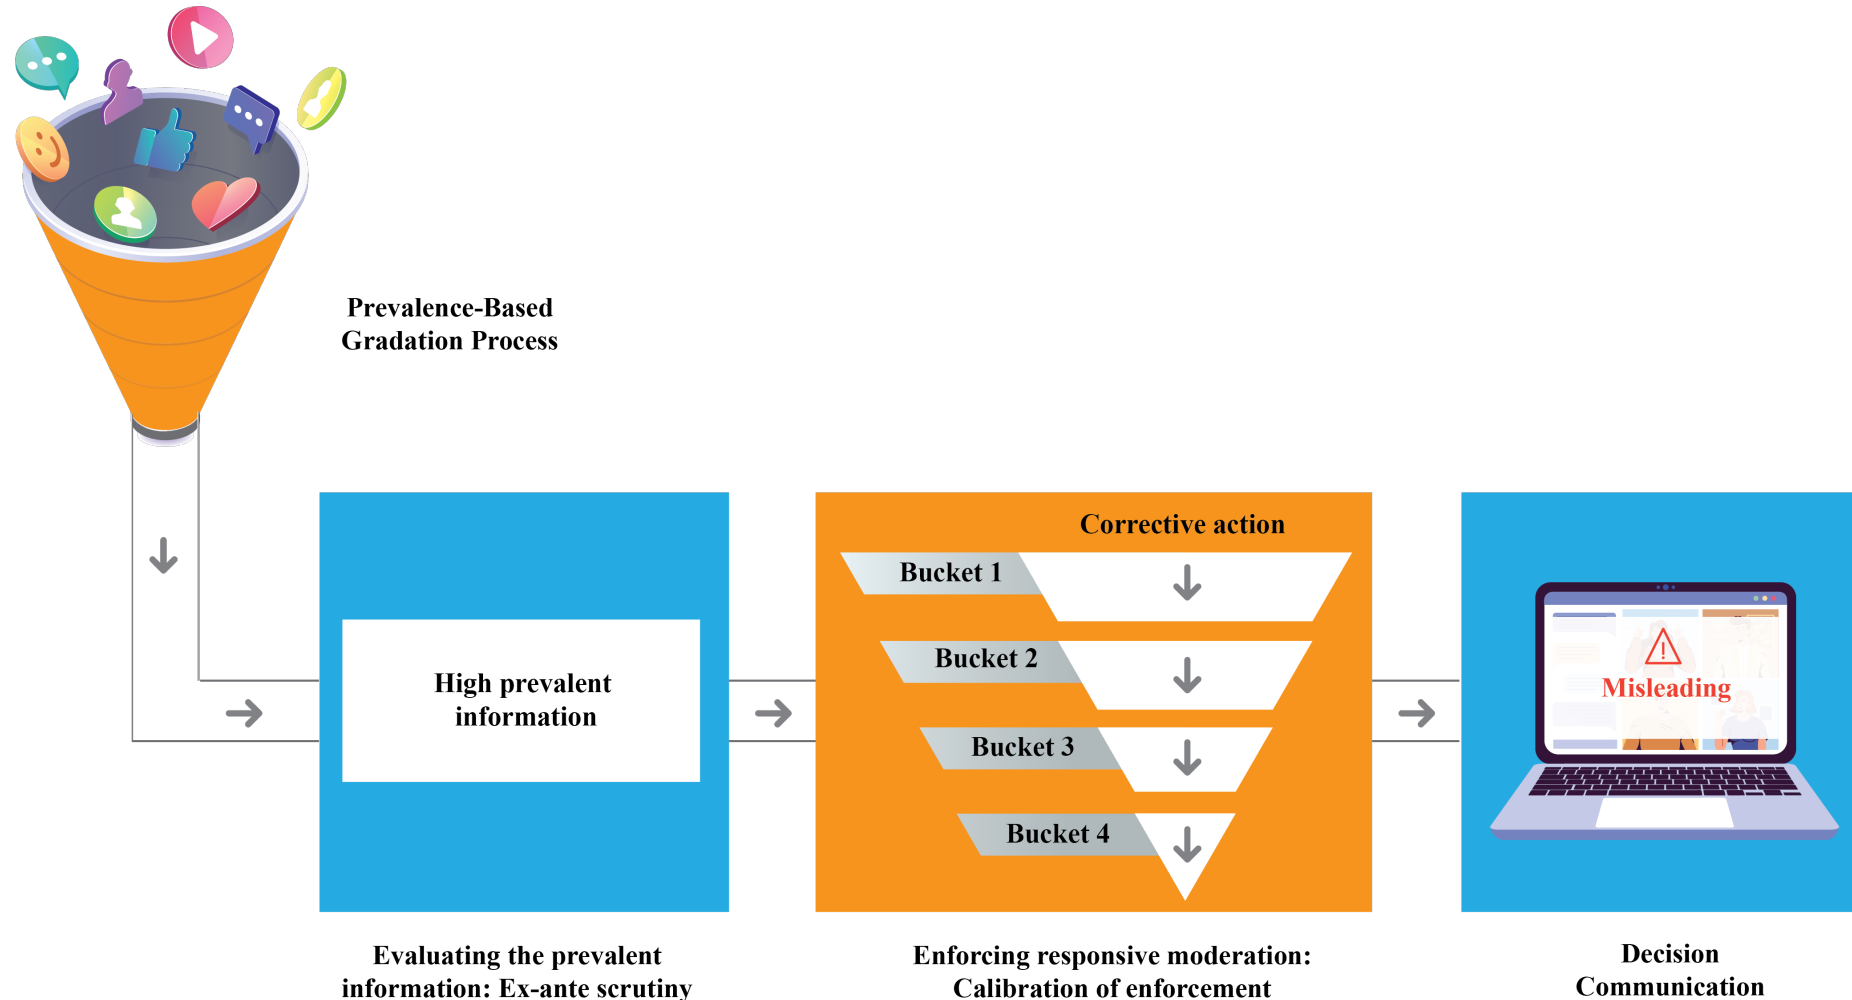 Prevalence-Based
Gradation Process
High prevalent
information
Evaluating the prevalent
information: Ex-ante scrutiny
Corrective action
Bucket 1
Bucket 2
Bucket 3
Bucket 4
Enforcing responsive moderation:
Calibration of enforcement
Misleading
Decision
Communication